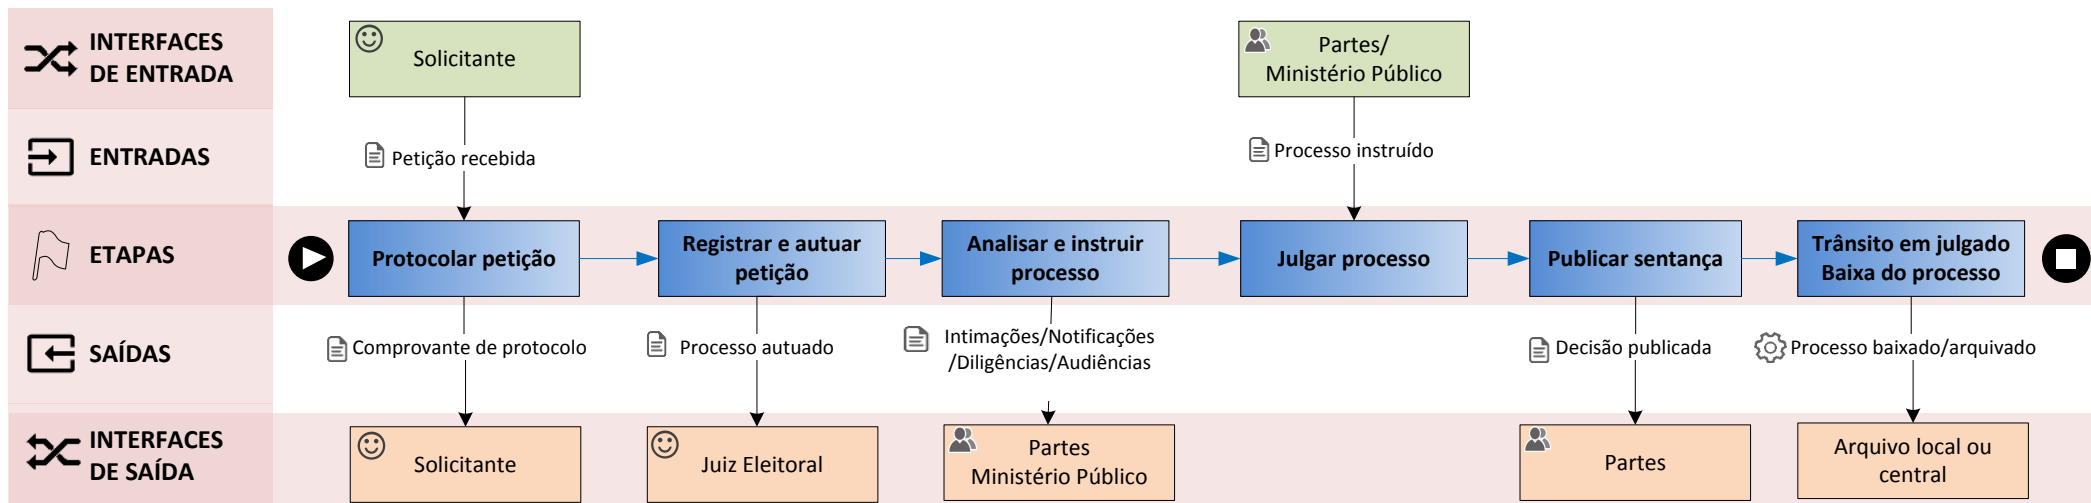 INTERFACES
DE ENTRADA
Solicitante
Partes/
Ministério Público
ENTRADAS
Petição recebida
Processo instruído
ETAPAS
Protocolar petição
Registrar e autuar
petição
Analisar e instruir
processo
Julgar processo
Publicar sentança
Trânsito em julgado
Baixa do processo
SAÍDAS
Comprovante de protocolo
Processo autuado
Intimações/Notificações
/Diligências/Audiências
Decisão publicada
Processo baixado/arquivado
INTERFACES
DE SAÍDA
Solicitante
Juiz Eleitoral
Partes
Ministério Público
Partes
Arquivo local ou
central